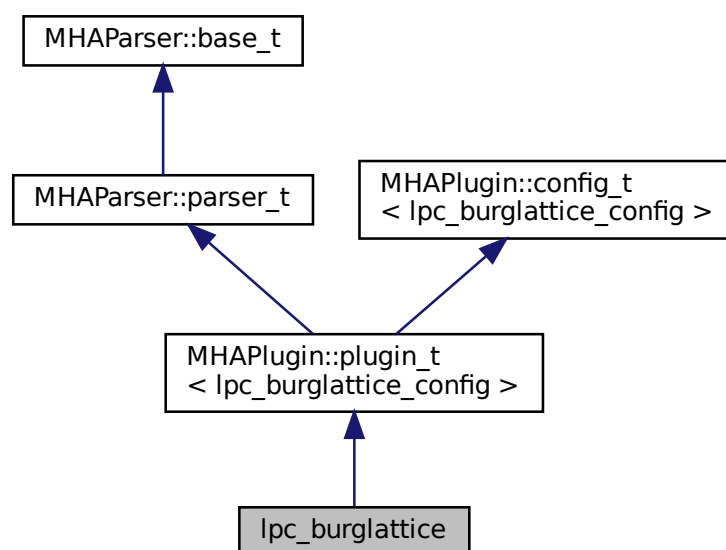 MHAParser::base_t
MHAParser::parser_t
MHAPlugin::config_t
< lpc_burglattice_config >
MHAPlugin::plugin_t
< lpc_burglattice_config >
lpc_burglattice